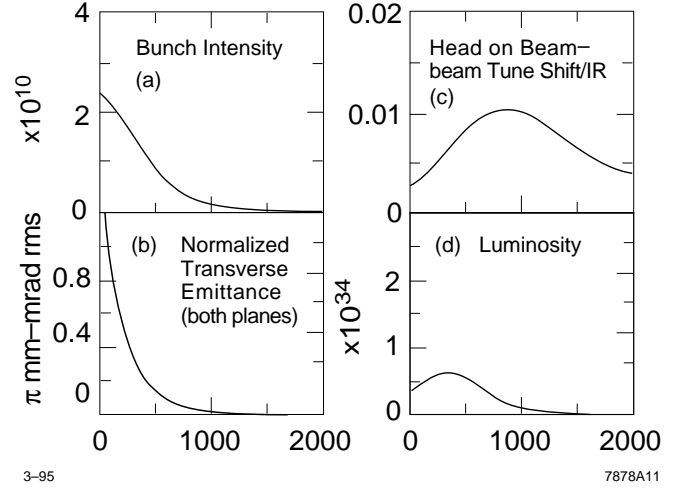 4
Bunch Intensity
(a)
x10^10
2
0
0.02
Head on Beam–
beam Tune Shift/IR
(c)
0.01
0
(b) Normalized
Transverse
Emittance
(both planes)
π mm–mrad rms
0.8
0.4
0
0 1000 2000
(d) Luminosity
x10^34
2
1
0
0 1000 2000
3–95
7878A11